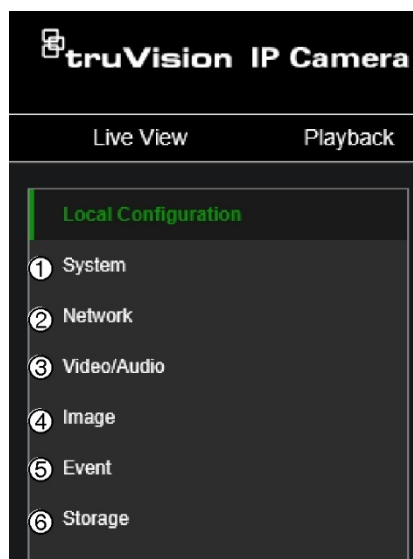 truVision IP Camera
Live View Playback
Local Configuration
① System
② Network
③ Video/Audio
④ Image
⑤ Event
⑥ Storage